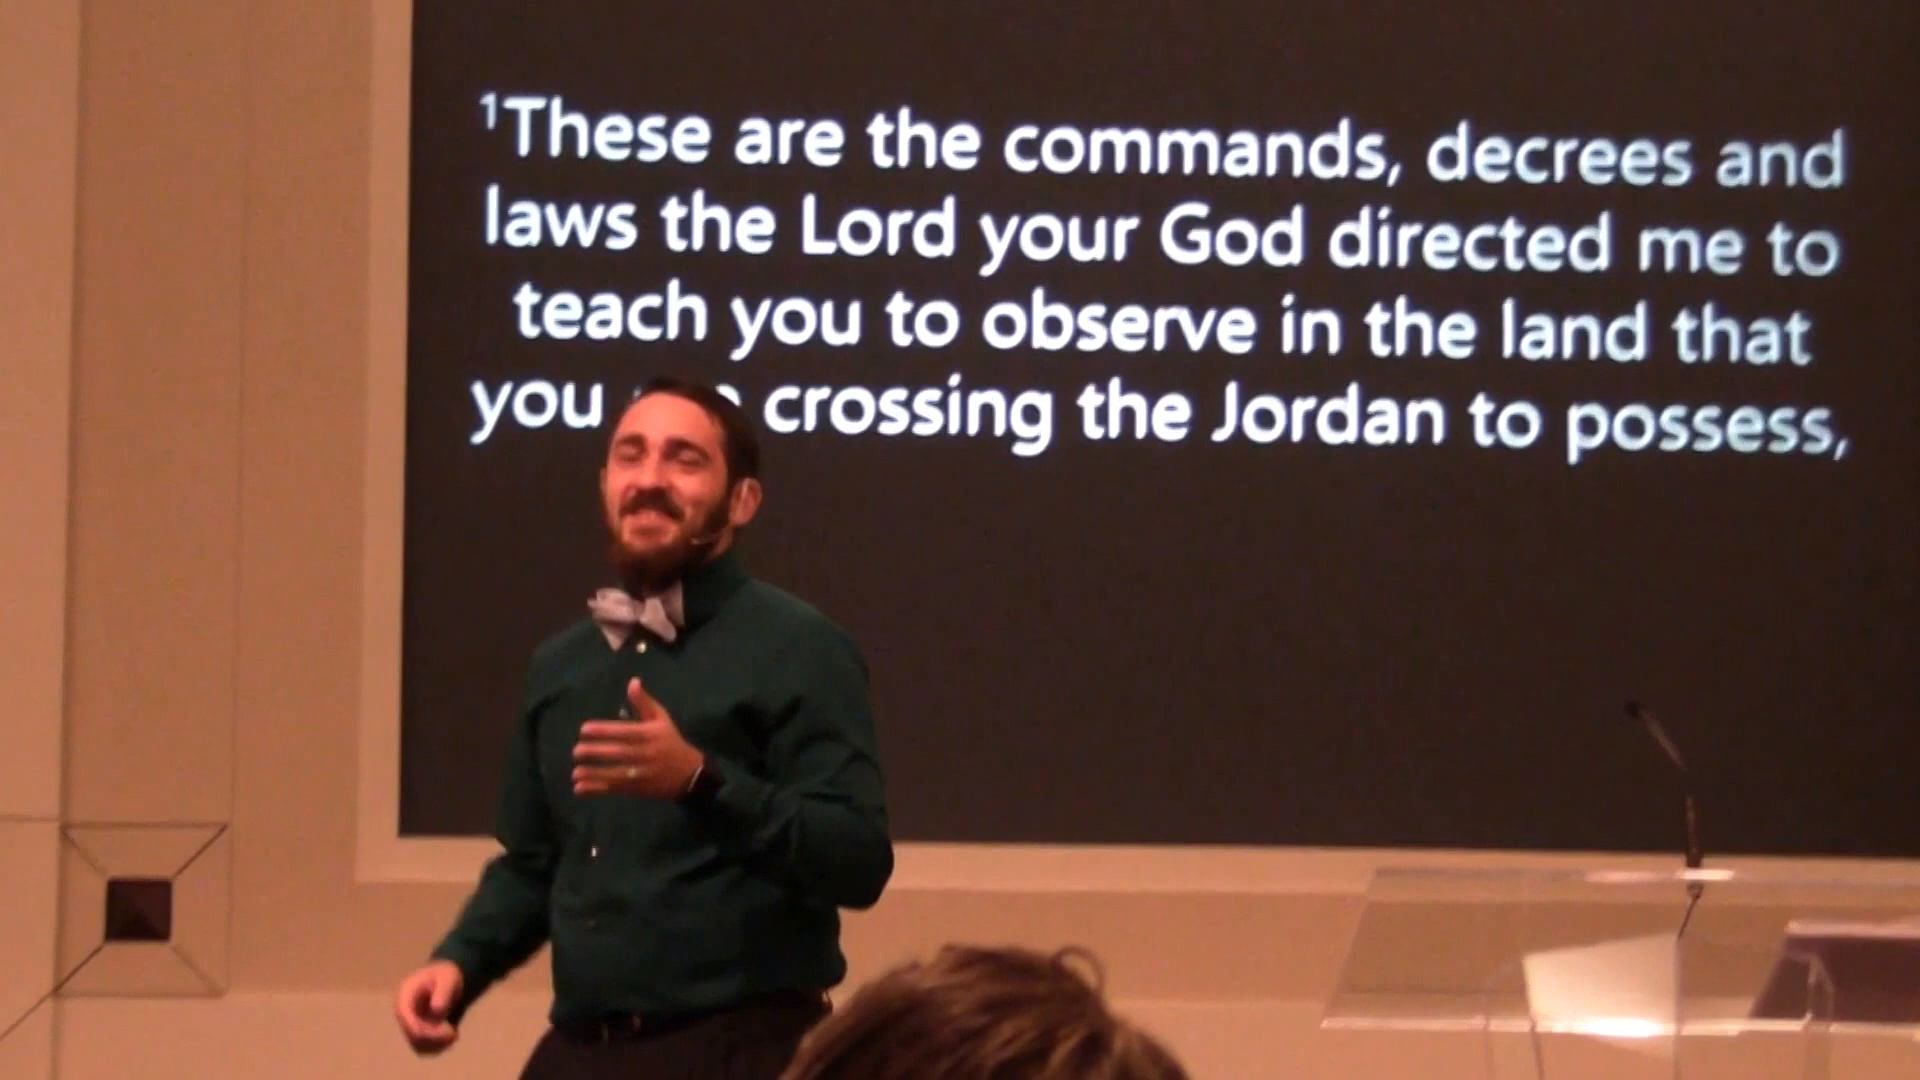 ¹These are the commands, decrees and
laws the Lord your God directed me to
teach you to observe in the land that
you crossing the Jordan to possess,